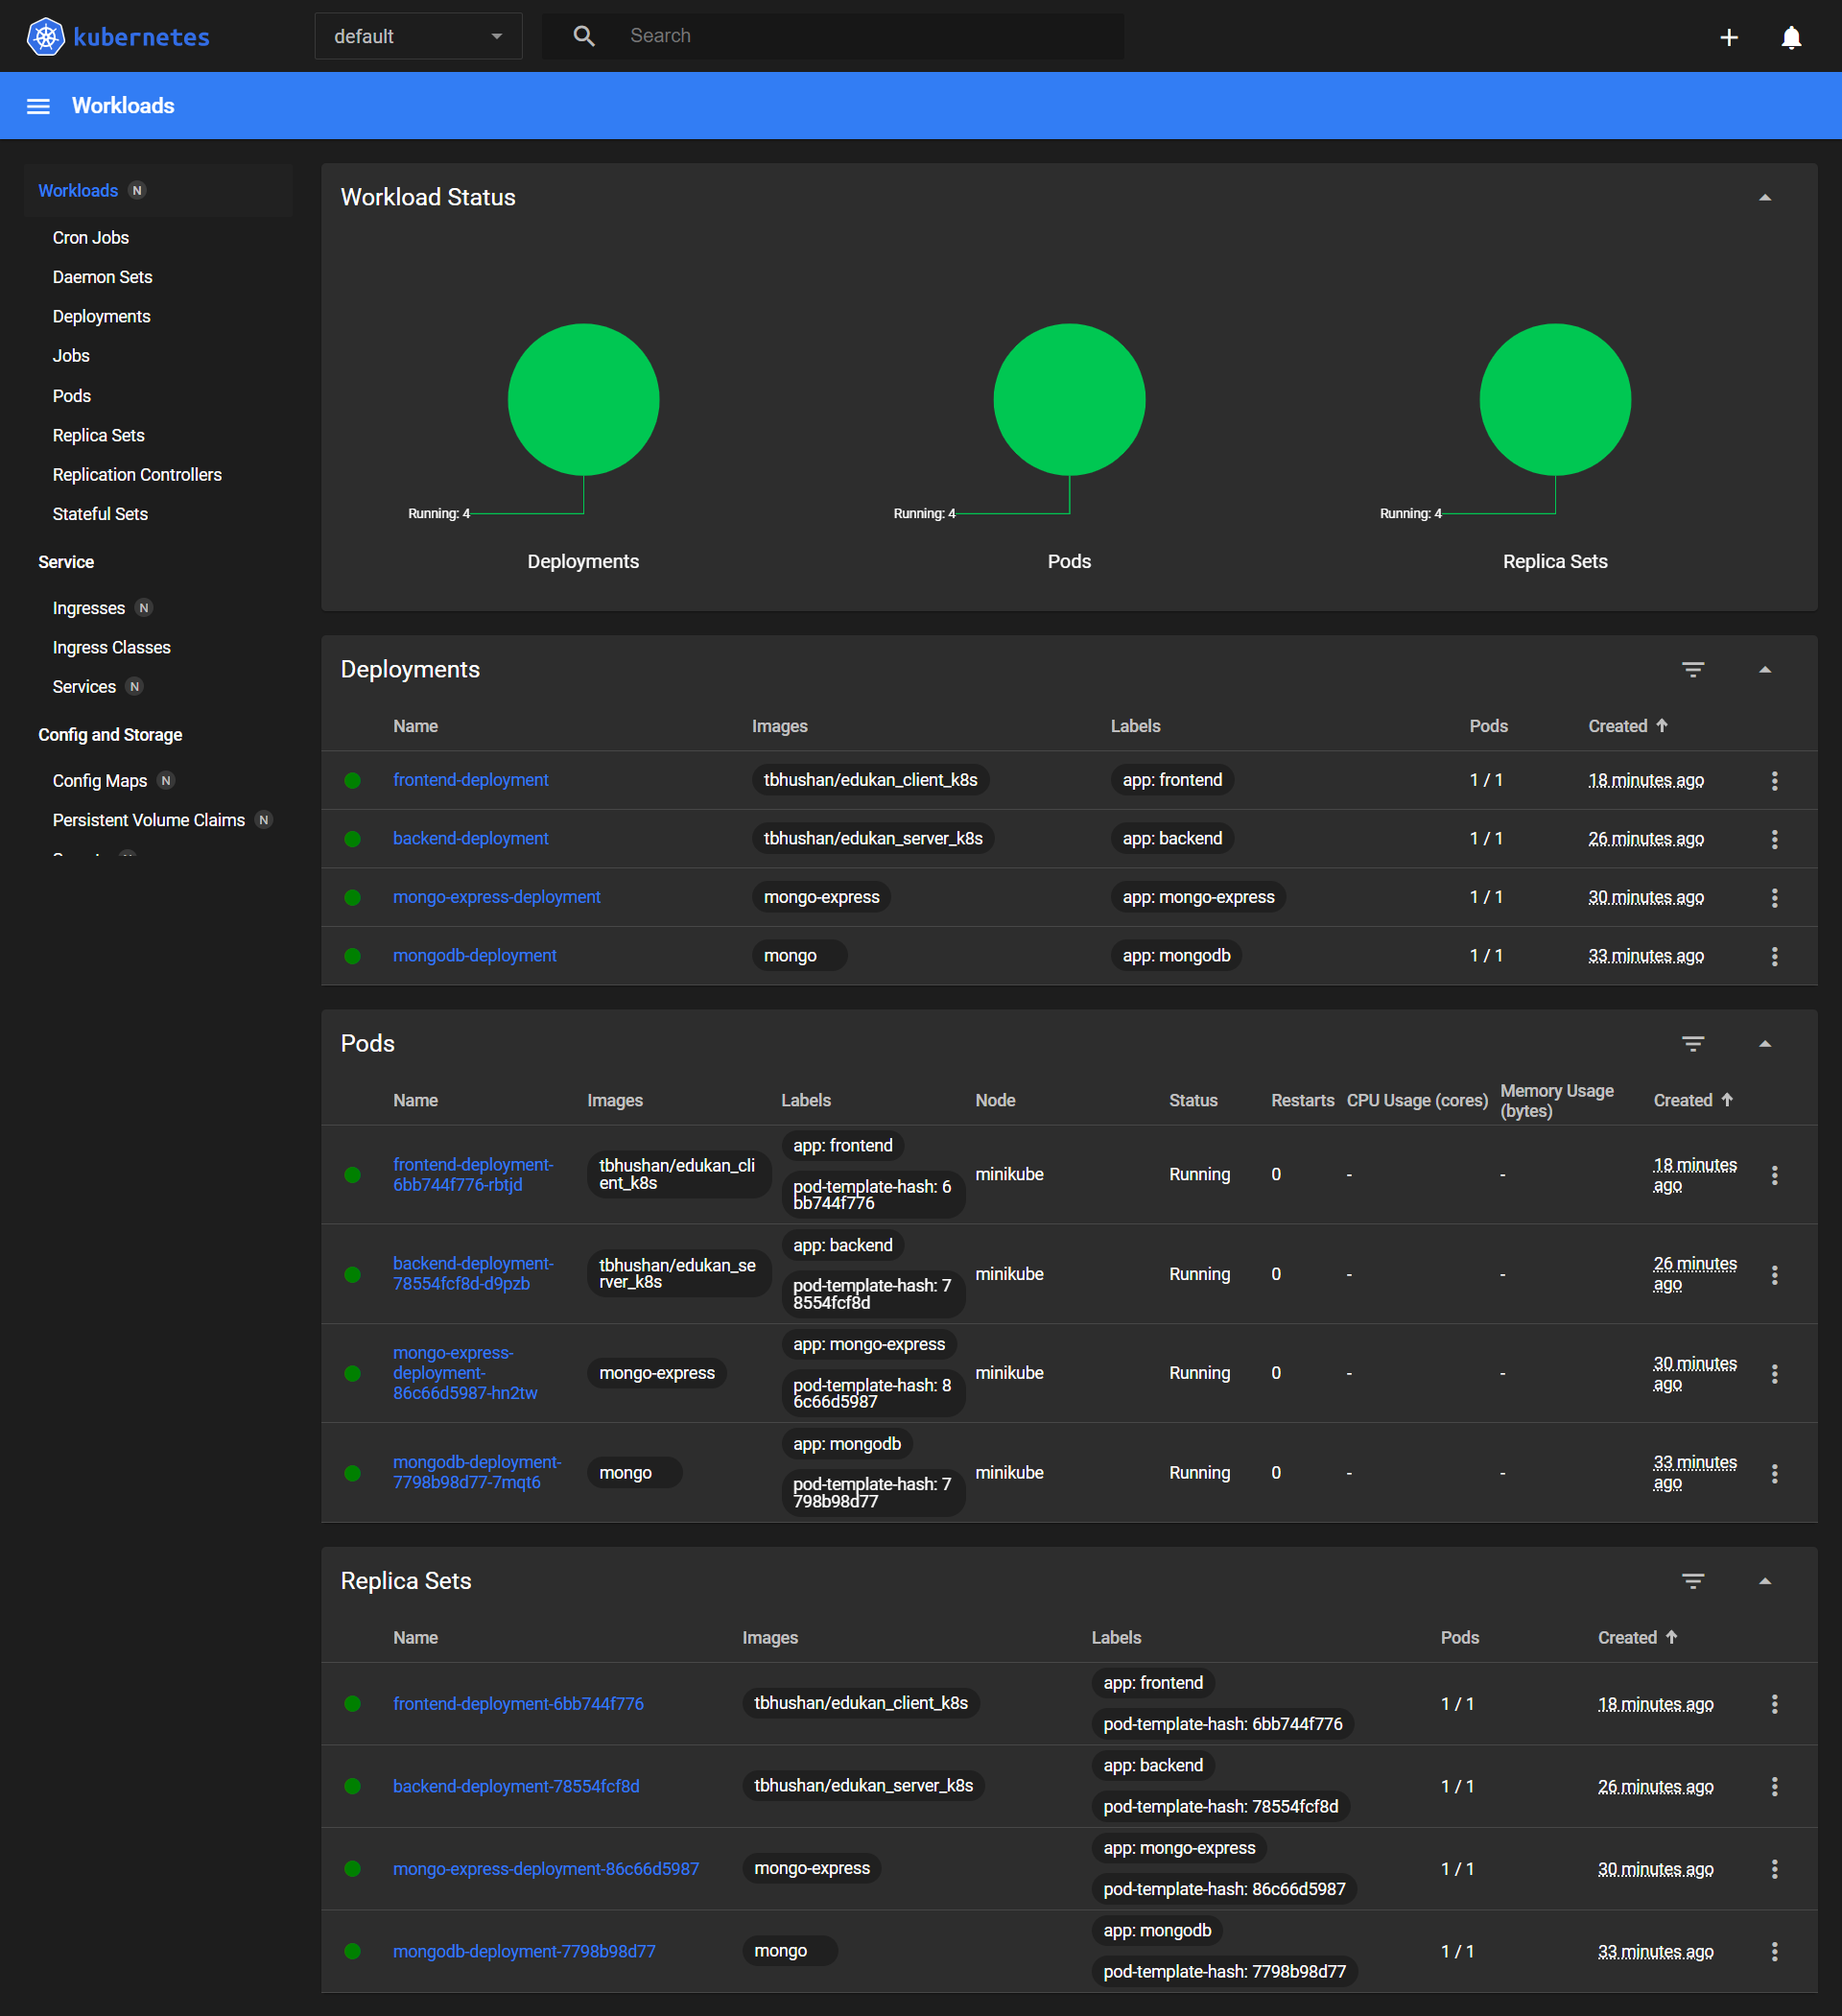 kubernetes
default
Search
Workloads
Workloads N
Cron Jobs
Daemon Sets
Deployments
Jobs
Pods
Replica Sets
Replication Controllers
Stateful Sets
Service
Ingresses N
Ingress Classes
Services N
Config and Storage
Config Maps N
Persistent Volume Claims N
Workload Status
Running: 4
Deployments
Running: 4
Pods
Running: 4
Replica Sets
Deployments
Name Images Labels Pods Created
frontend-deployment tbhushan/edukan_client_k8s app: frontend 1 / 1 18 minutes ago
backend-deployment tbhushan/edukan_server_k8s app: backend 1 / 1 26 minutes ago
mongo-express-deployment mongo-express app: mongo-express 1 / 1 30 minutes ago
mongodb-deployment mongo app: mongodb 1 / 1 33 minutes ago
Pods
Name Images Labels Node Status Restarts CPU Usage (cores) Memory Usage
(bytes) Created
frontend-deployment-
6bb744f776-rbtjd
tbhushan/edukan_cli
ent_k8s
app: frontend
pod-template-hash: 6
bb744f776
minikube Running 0 - -
18 minutes
ago
backend-deployment-
78554fcf8d-d9pzb
tbhushan/edukan_se
rver_k8s
app: backend
pod-template-hash: 7
8554fcf8d
minikube Running 0 - -
26 minutes
ago
mongo-express-
deployment-
86c66d5987-hn2tw
mongo-express
app: mongo-express
pod-template-hash: 8
6c66d5987
minikube Running 0 - -
30 minutes
ago
mongodb-deployment-
7798b98d77-7mqt6
mongo
app: mongodb
pod-template-hash: 7
798b98d77
minikube Running 0 - -
33 minutes
ago
Replica Sets
Name Images Labels Pods Created
frontend-deployment-6bb744f776 tbhushan/edukan_client_k8s app: frontend
pod-template-hash: 6bb744f776
1 / 1 18 minutes ago
backend-deployment-78554fcf8d tbhushan/edukan_server_k8s app: backend
pod-template-hash: 78554fcf8d
1 / 1 26 minutes ago
mongo-express-deployment-86c66d5987 mongo-express app: mongo-express
pod-template-hash: 86c66d5987
1 / 1 30 minutes ago
mongodb-deployment-7798b98d77 mongo app: mongodb
pod-template-hash: 7798b98d77
1 / 1 33 minutes ago